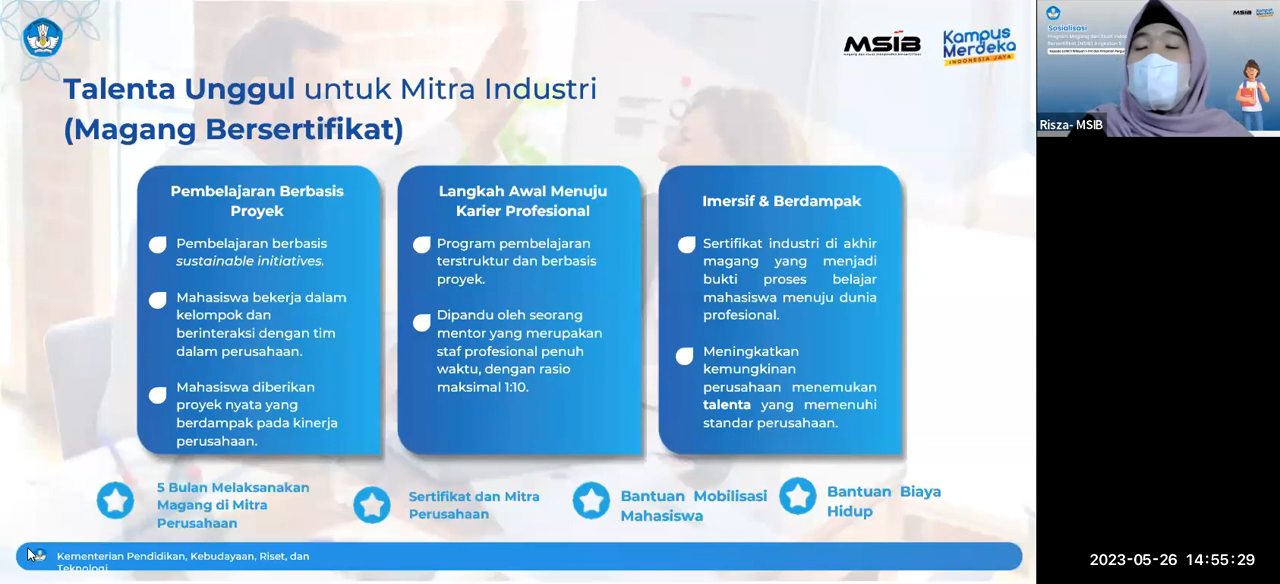 MSIB
Kampus
Merdeka
INDONESIA JAYA
Talenta Unggul untuk Mitra Industri
(Magang Bersertifikat)
Pembelajaran Berbasis
Proyek
Pembelajaran berbasis
sustainable initiatives.
Mahasiswa bekerja dalam
kelompok dan
berinteraksi dengan tim
dalam perusahaan.
Mahasiswa diberikan
proyek nyata yang
berdampak pada kinerja
perusahaan.
Langkah Awal Menuju
Karier Profesional
Program pembelajaran
terstruktur dan berbasis
proyek.
Dipandu oleh seorang
mentor yang merupakan
staf profesional penuh
waktu, dengan rasio
maksimal 1:10.
Imersif & Berdampak
Sertifikat industri di akhir
magang yang menjadi
bukti proses belajar
mahasiswa menuju dunia
profesional.
Meningkatkan
kemungkinan
perusahaan menemukan
talenta yang memenuhi
standar perusahaan.
5 Bulan Melaksanakan
Magang di Mitra
Perusahaan
Sertifikat dan Mitra
Perusahaan
Bantuan Mobilisasi
Mahasiswa
Bantuan Biaya
Hidup
Kementerian Pendidikan, Kebudayaan, Riset, dan
Teknologi
Sosialisasi
MSIB
Risza- MSIB
2023-05-26 14:55:29